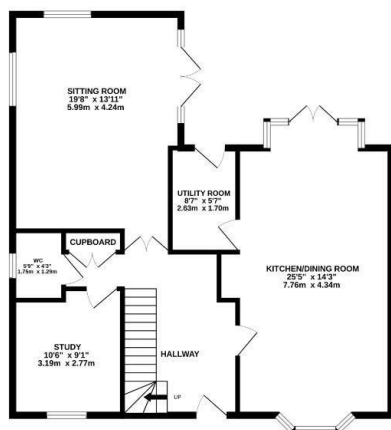 SITTING ROOM
19'8" x 13'11"
5.99m x 4.24m
UTILITY ROOM
8'7" x 5'7"
2.63m x 1.70m
CUPBOARD
WC
5'9" x 4'3"
1.75m x 1.29m
KITCHEN/DINING ROOM
25'5" x 14'3"
7.76m x 4.34m
STUDY
10'6" x 9'1"
3.19m x 2.77m
HALLWAY
UP